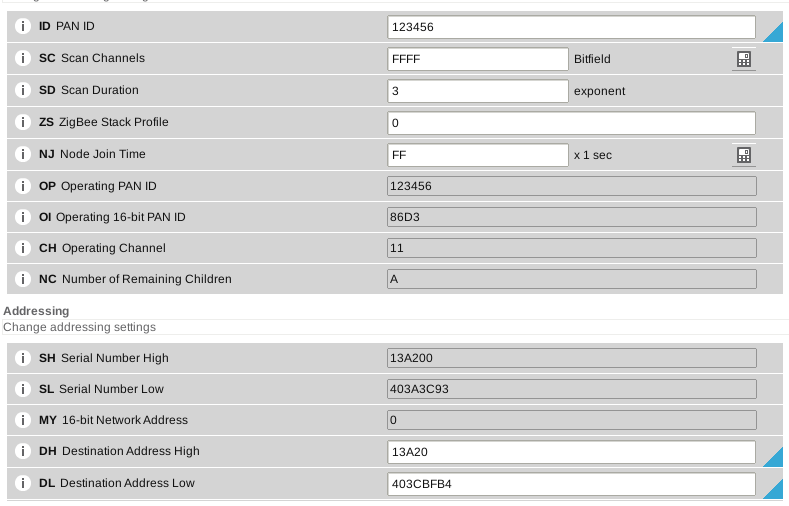 ID PAN ID 123456
SC Scan Channels FFFF Bitfield
SD Scan Duration 3 exponent
ZS ZigBee Stack Profile 0
NJ Node Join Time FF x 1 sec
OP Operating PAN ID 123456
OI Operating 16-bit PAN ID 86D3
CH Operating Channel 11
NC Number of Remaining Children A
Addressing
Change addressing settings
SH Serial Number High 13A200
SL Serial Number Low 403A3C93
MY 16-bit Network Address 0
DH Destination Address High 13A20
DL Destination Address Low 403CBFB4